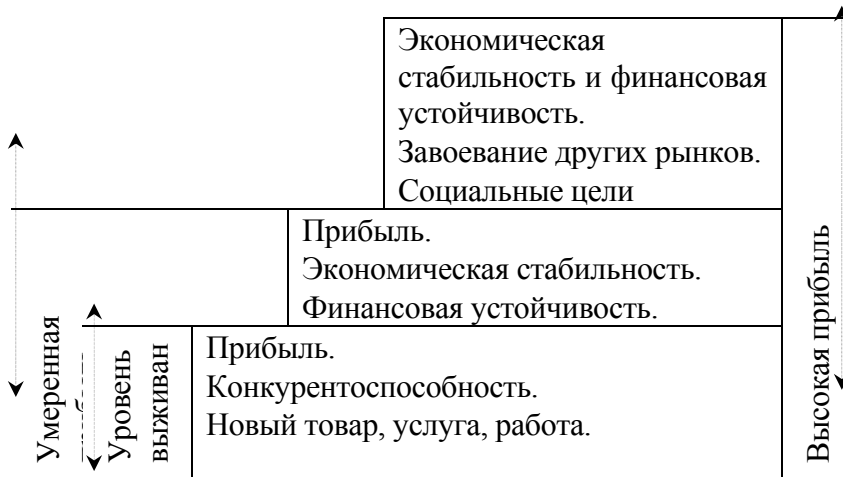 Экономическая
стабильность и финансовая
устойчивость.
Завоевание других рынков.
Социальные цели
Прибыль.
Экономическая стабильность.
Финансовая устойчивость.
Прибыль.
Конкурентоспособность.
Новый товар, услуга, работа.
Умеренная
Уровень
выживан
Высокая прибыль